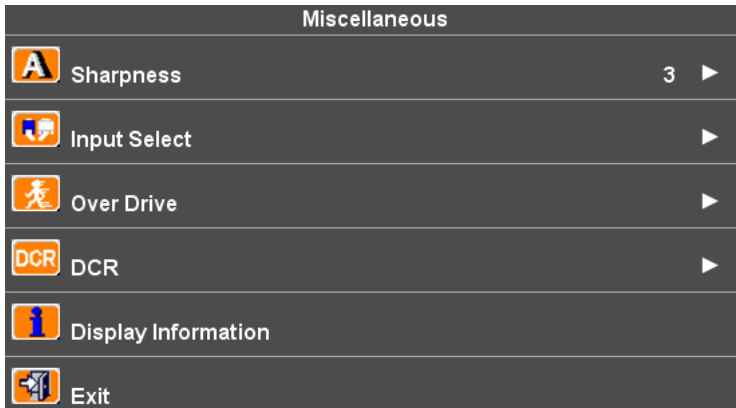 Miscellaneous
A Sharpness 3 ►
Input Select ►
Over Drive ►
DCR DCR ►
i Display Information
Exit